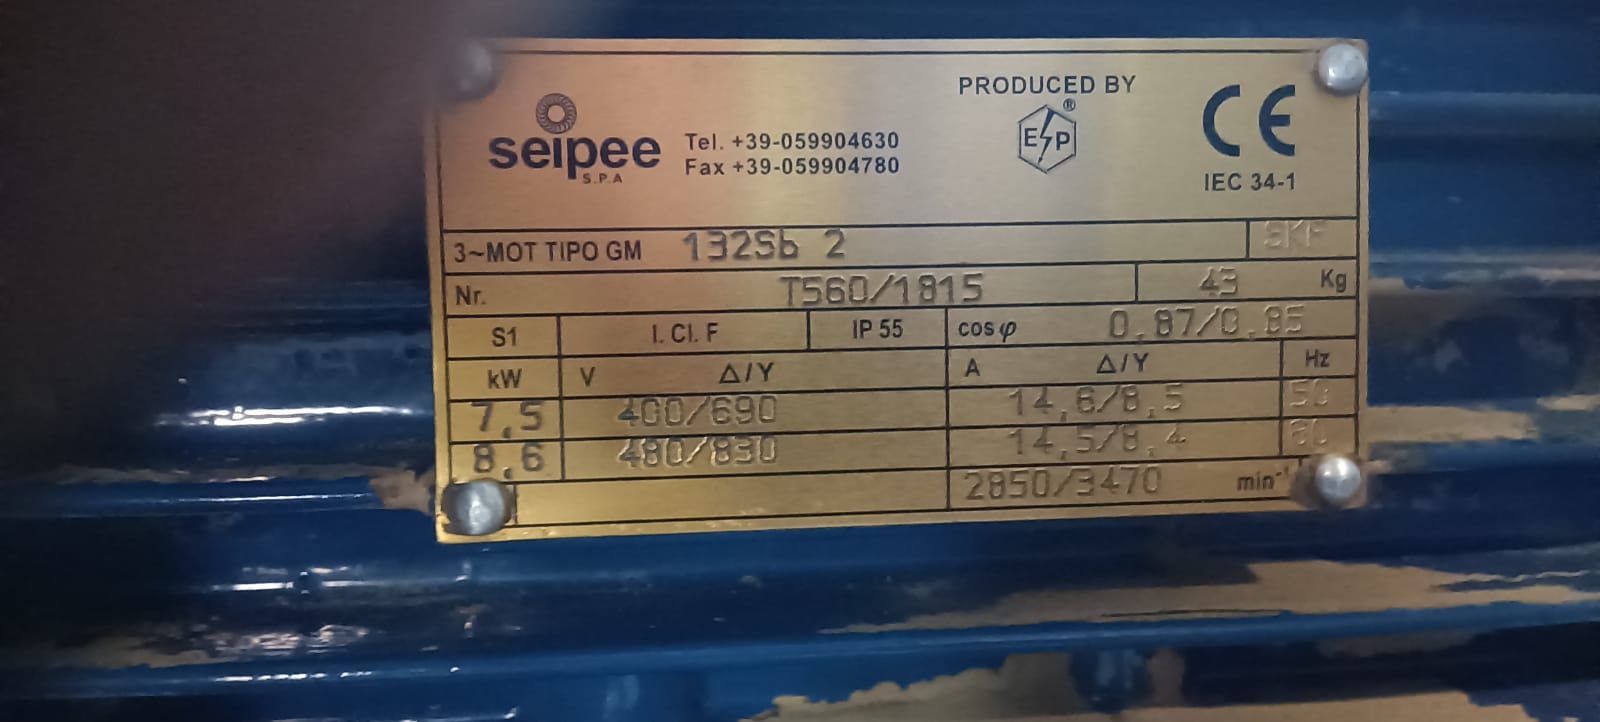 PRODUCED BY
seipee
S.P.A
Tel. +39-059904630
Fax +39-059904780
E P ®
CE
IEC 34-1
3~MOT TIPO GM 132Sb 2 SKF
Nr. T560/1815 43 Kg
S1 I. Cl. F IP 55 cos φ 0,87/0,85
kW V Δ/Y A Δ/Y Hz
7,5 400/690 14,6/8,5 50
8,6 480/830 14,5/8,4 60
2850/3470 min⁻¹